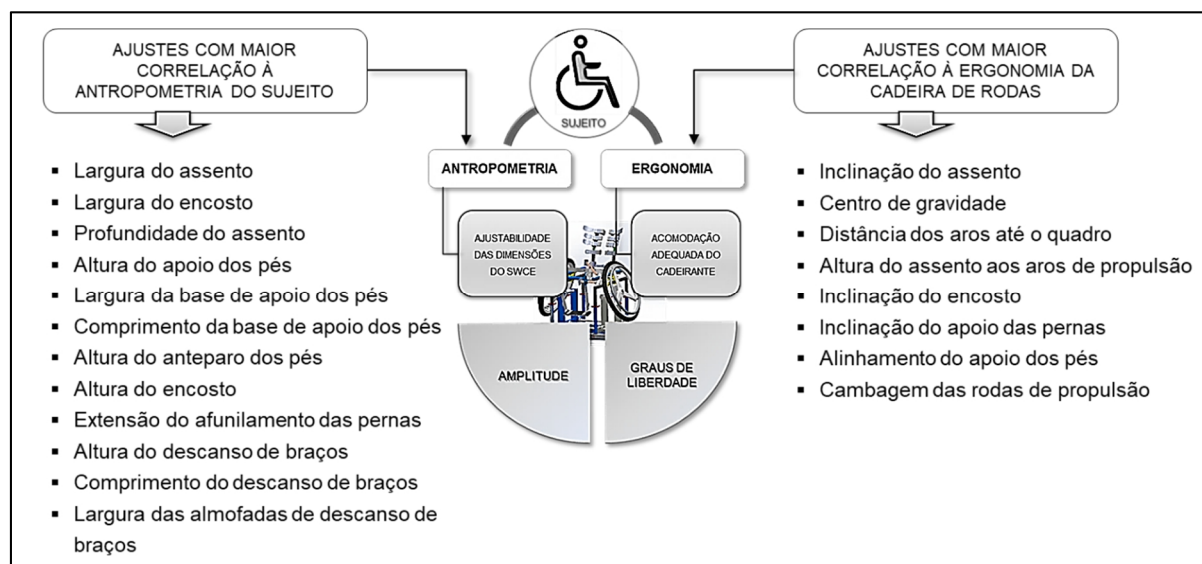 AJUSTES COM MAIOR
CORRELAÇÃO À
ANTROPOMETRIA DO SUJEITO
▪ Largura do assento
▪ Largura do encosto
▪ Profundidade do assento
▪ Altura do apoio dos pés
▪ Largura da base de apoio dos pés
▪ Comprimento da base de apoio dos pés
▪ Altura do anteparo dos pés
▪ Altura do encosto
▪ Extensão do afunilamento das pernas
▪ Altura do descanso de braços
▪ Comprimento do descanso de braços
▪ Largura das almofadas de descanso de
braços
SUJEITO
ANTROPOMETRIA
ERGONOMIA
AJUSTABILIDADE
DAS DIMENSÕES
DO SWCE
ACOMODAÇÃO
ADEQUADA DO
CADEIRANTE
AMPLITUDE
GRAUS DE
LIBERDADE
AJUSTES COM MAIOR
CORRELAÇÃO À ERGONOMIA DA
CADEIRA DE RODAS
▪ Inclinação do assento
▪ Centro de gravidade
▪ Distância dos aros até o quadro
▪ Altura do assento aos aros de propulsão
▪ Inclinação do encosto
▪ Inclinação do apoio das pernas
▪ Alinhamento do apoio dos pés
▪ Cambagem das rodas de propulsão